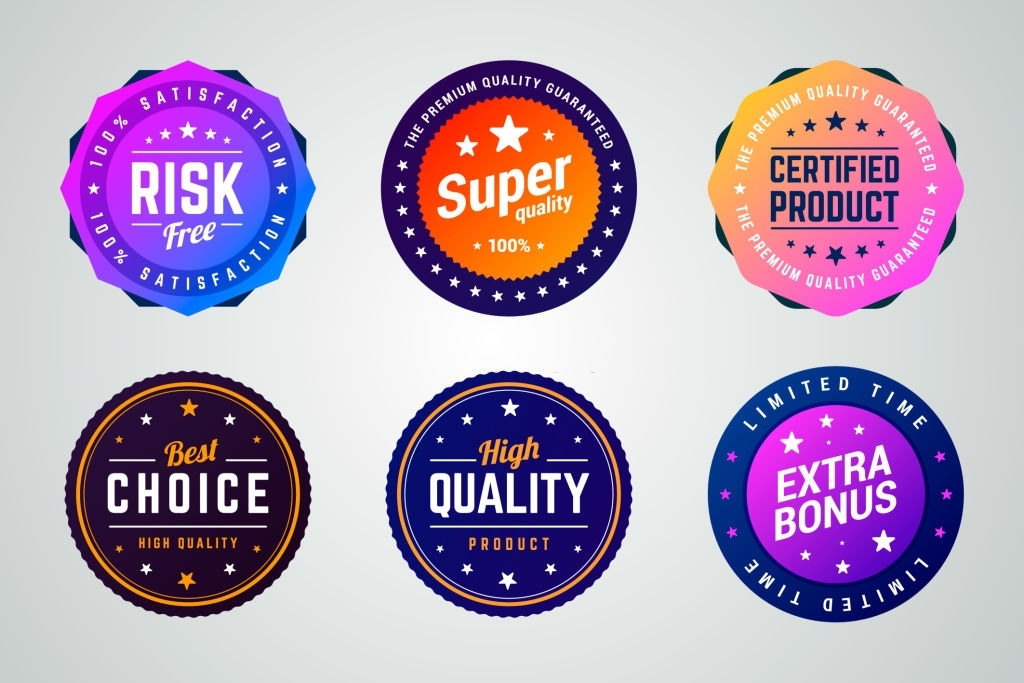 100% SATISFACTION
RISK
Free
100% SATISFACTION
THE PREMIUM QUALITY GUARANTEED
Super
quality
100%
THE PREMIUM QUALITY GUARANTEED
CERTIFIED
PRODUCT
THE PREMIUM QUALITY GUARANTEED
Best
CHOICE
HIGH QUALITY
High
QUALITY
PRODUCT
LIMITED TIME
EXTRA
BONUS
LIMITED TIME